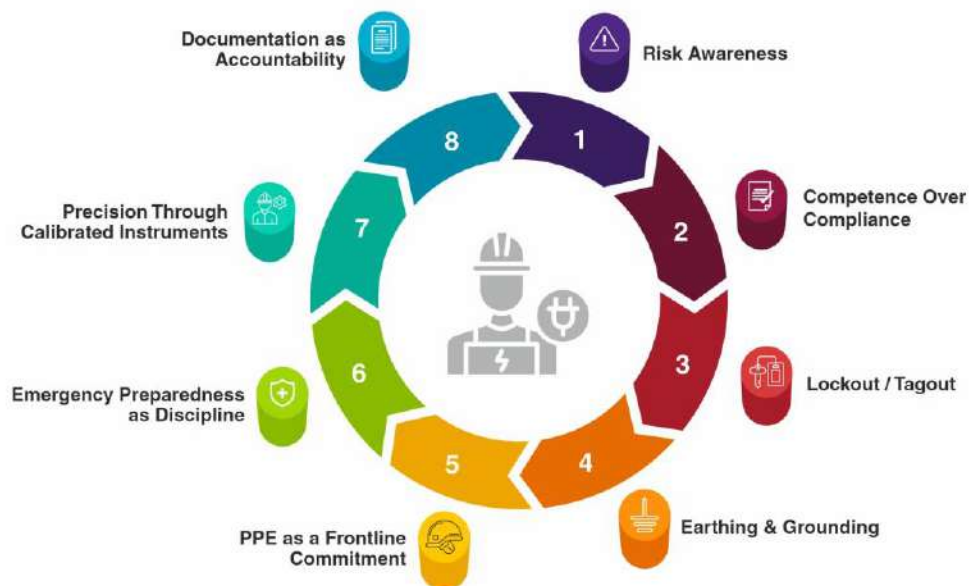 1
Risk Awareness
2
Competence Over
Compliance
3
Lockout / Tagout
4
Earthing & Grounding
5
PPE as a Frontline
Commitment
6
Emergency Preparedness
as Discipline
7
Precision Through
Calibrated Instruments
8
Documentation as
Accountability